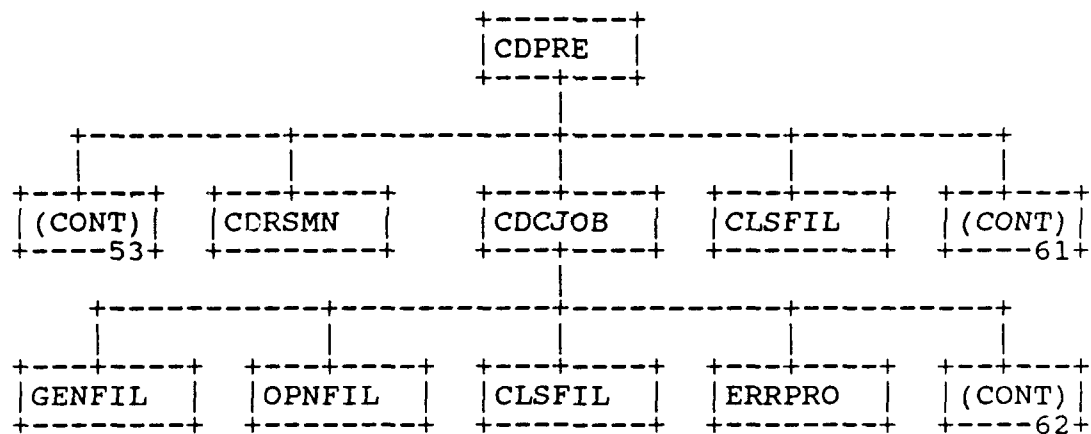 CDPRE
(CONT) CDRSMN CDCJOB CLSFIL (CONT)
53 61
GENFIL OPNFIL CLSFIL ERRPRO (CONT)
62